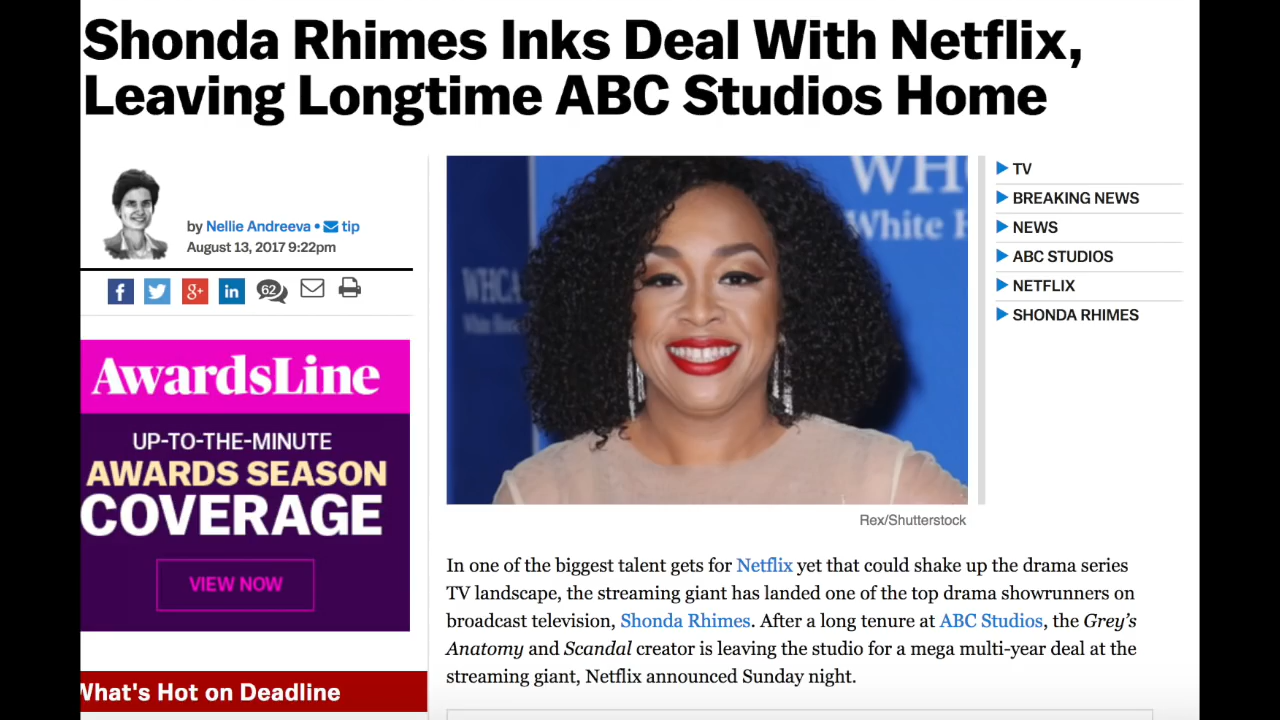 Shonda Rhimes Inks Deal With Netflix,
Leaving Longtime ABC Studios Home
by Nellie Andreeva • tip
August 13, 2017 9:22pm
f
g+
in
62
AwardsLine
UP-TO-THE-MINUTE
AWARDS SEASON
COVERAGE
VIEW NOW
What's Hot on Deadline
WHCA
White
Rex/Shutterstock
TV
BREAKING NEWS
NEWS
ABC STUDIOS
NETFLIX
SHONDA RHIMES
In one of the biggest talent gets for Netflix yet that could shake up the drama series
TV landscape, the streaming giant has landed one of the top drama showrunners on
broadcast television, Shonda Rhimes. After a long tenure at ABC Studios, the Grey's
Anatomy and Scandal creator is leaving the studio for a mega multi-year deal at the
streaming giant, Netflix announced Sunday night.